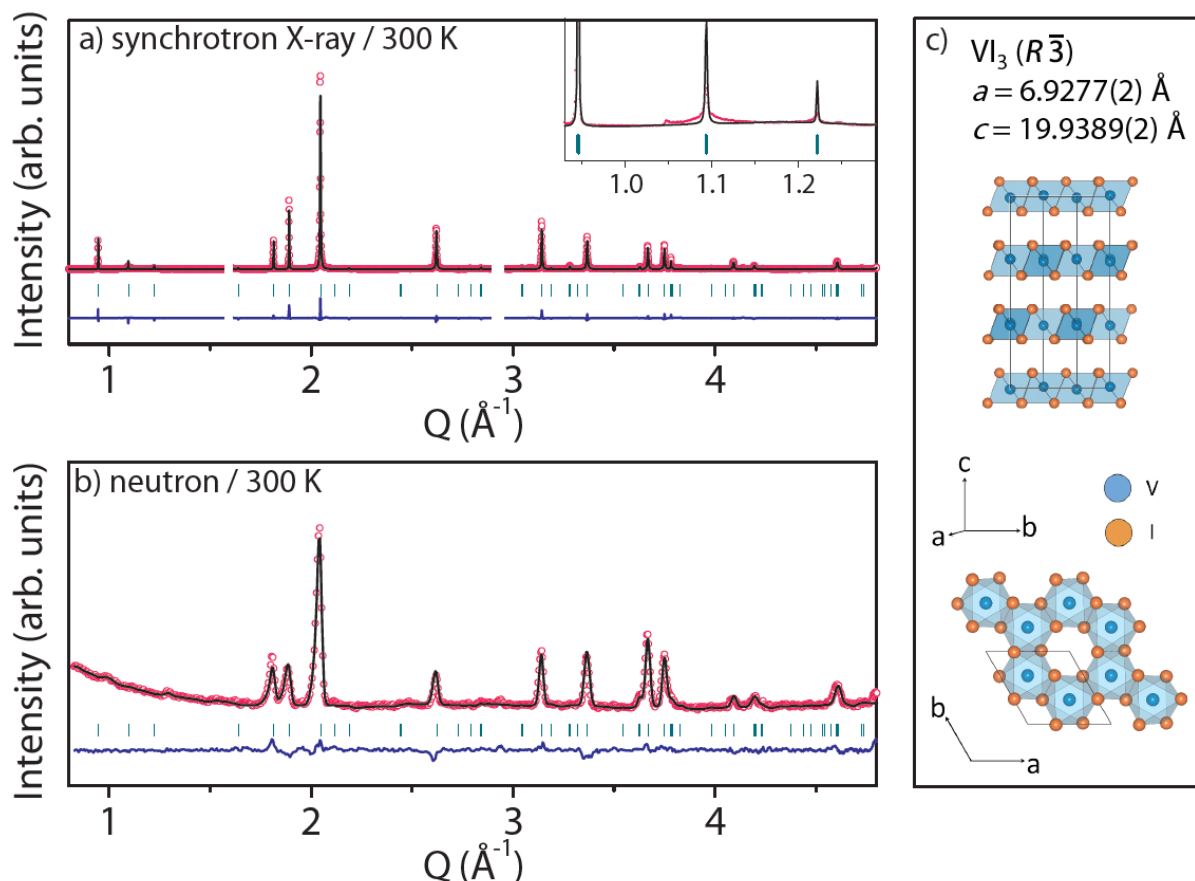 a) synchrotron X-ray / 300 K
Intensity (arb. units)
1.0 1.1 1.2
1 2 3 4
Q (Å⁻¹)
b) neutron / 300 K
Intensity (arb. units)
1 2 3 4
Q (Å⁻¹)
c)
VI₃ (R3̅)
a = 6.9277(2) Å
c = 19.9389(2) Å
c
a b
V
I
b
a